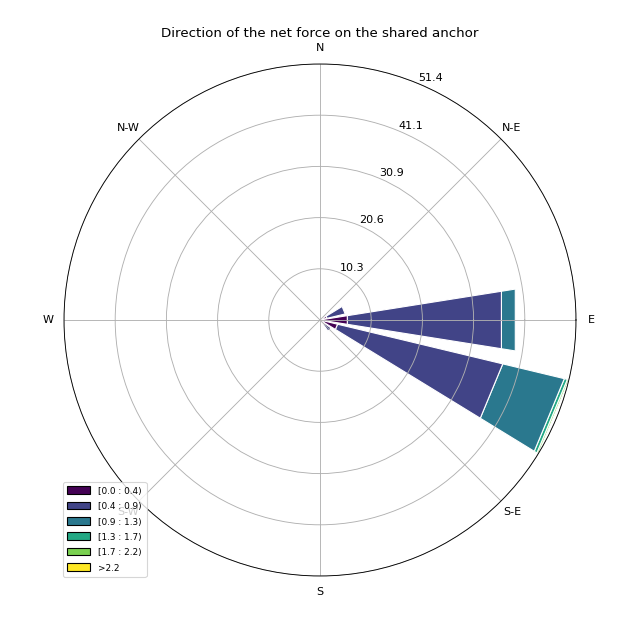 Direction of the net force on the shared anchor
N
N-W
N-E
51.4
41.1
30.9
20.6
10.3
W
E
S-W
S-E
S
[0.0 : 0.4)
[0.4 : 0.9)
[0.9 : 1.3)
[1.3 : 1.7)
[1.7 : 2.2)
>2.2